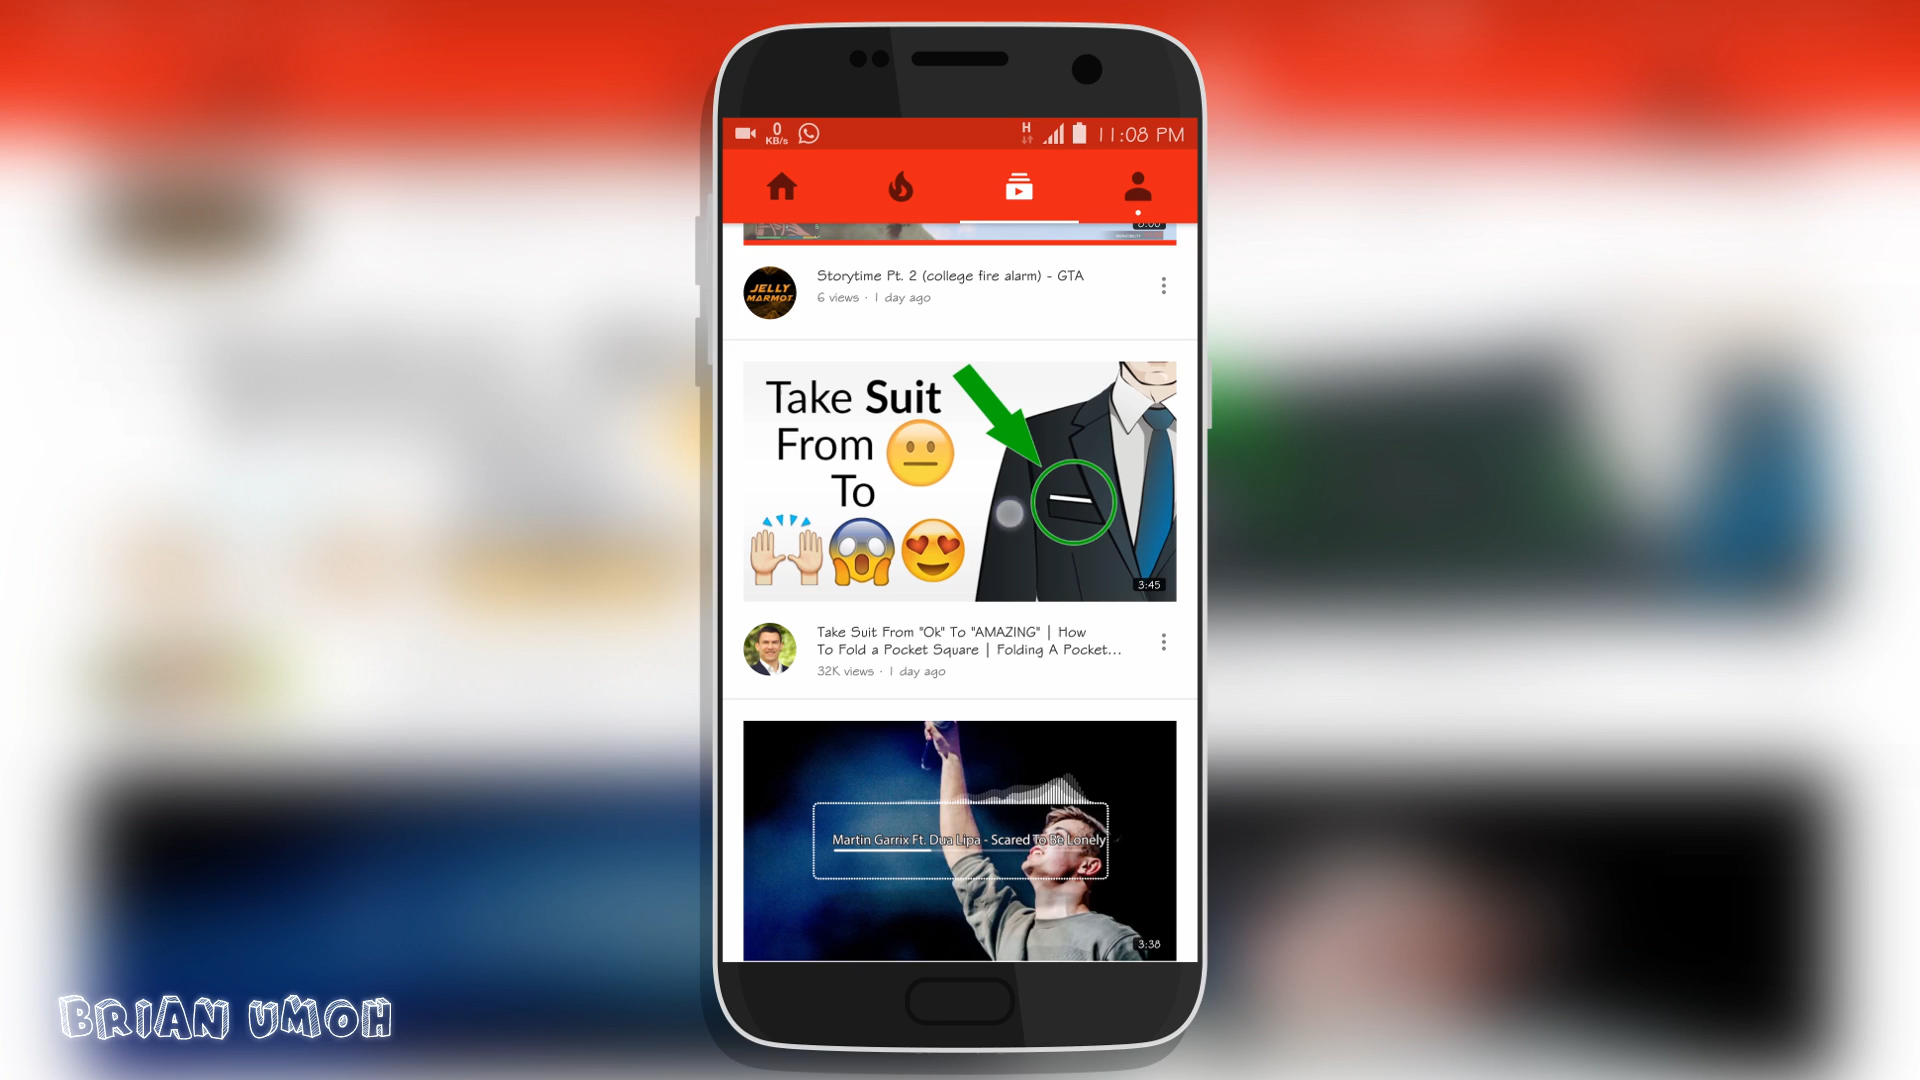 0
KB/s
H
11:08 PM
JELLY
MARMOT
Storytime Pt. 2 (college fire alarm) - GTA
6 views · 1 day ago
Take Suit
From
To
3:45
Take Suit From "Ok" To "AMAZING" | How
To Fold a Pocket Square | Folding A Pocket...
32K views · 1 day ago
Martin Garrix Ft. Dua Lipa - Scared To Be Lonely
3:38
BRIAN UMOH